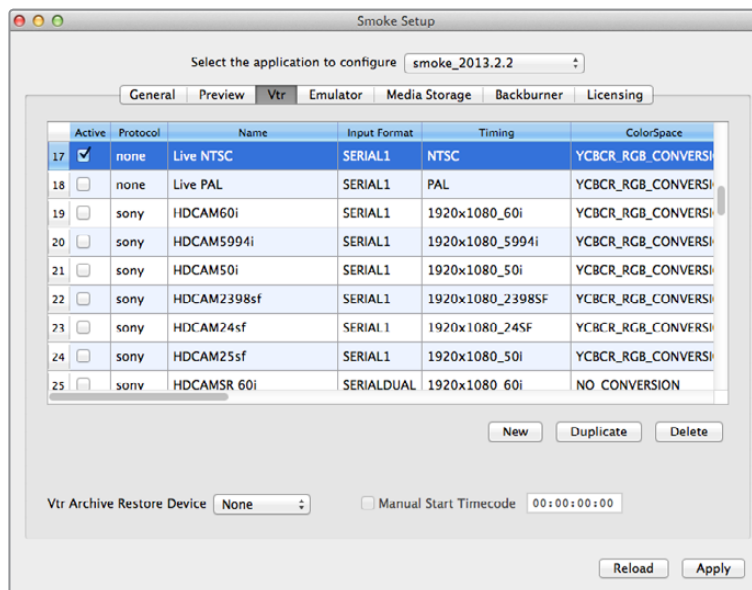 Smoke Setup
Select the application to configure smoke_2013.2.2
General Preview Vtr Emulator Media Storage Backburner Licensing
Active Protocol Name Input Format Timing ColorSpace
17 none Live NTSC SERIAL1 NTSC YCBCR_RGB_CONVERSI
18 none Live PAL SERIAL1 PAL YCBCR_RGB_CONVERSI
19 sony HDCAM60i SERIAL1 1920x1080_60i YCBCR_RGB_CONVERSI
20 sony HDCAM5994i SERIAL1 1920x1080_5994i YCBCR_RGB_CONVERSI
21 sony HDCAM50i SERIAL1 1920x1080_50i YCBCR_RGB_CONVERSI
22 sony HDCAM2398sf SERIAL1 1920x1080_2398SF YCBCR_RGB_CONVERSI
23 sony HDCAM24sf SERIAL1 1920x1080_24SF YCBCR_RGB_CONVERSI
24 sony HDCAM25sf SERIAL1 1920x1080_50i YCBCR_RGB_CONVERSI
25 sony HDCAMSR 60i SERIALDUAL 1920x1080 60i NO CONVERSION
New Duplicate Delete
Vtr Archive Restore Device None Manual Start Timecode 00:00:00:00
Reload Apply